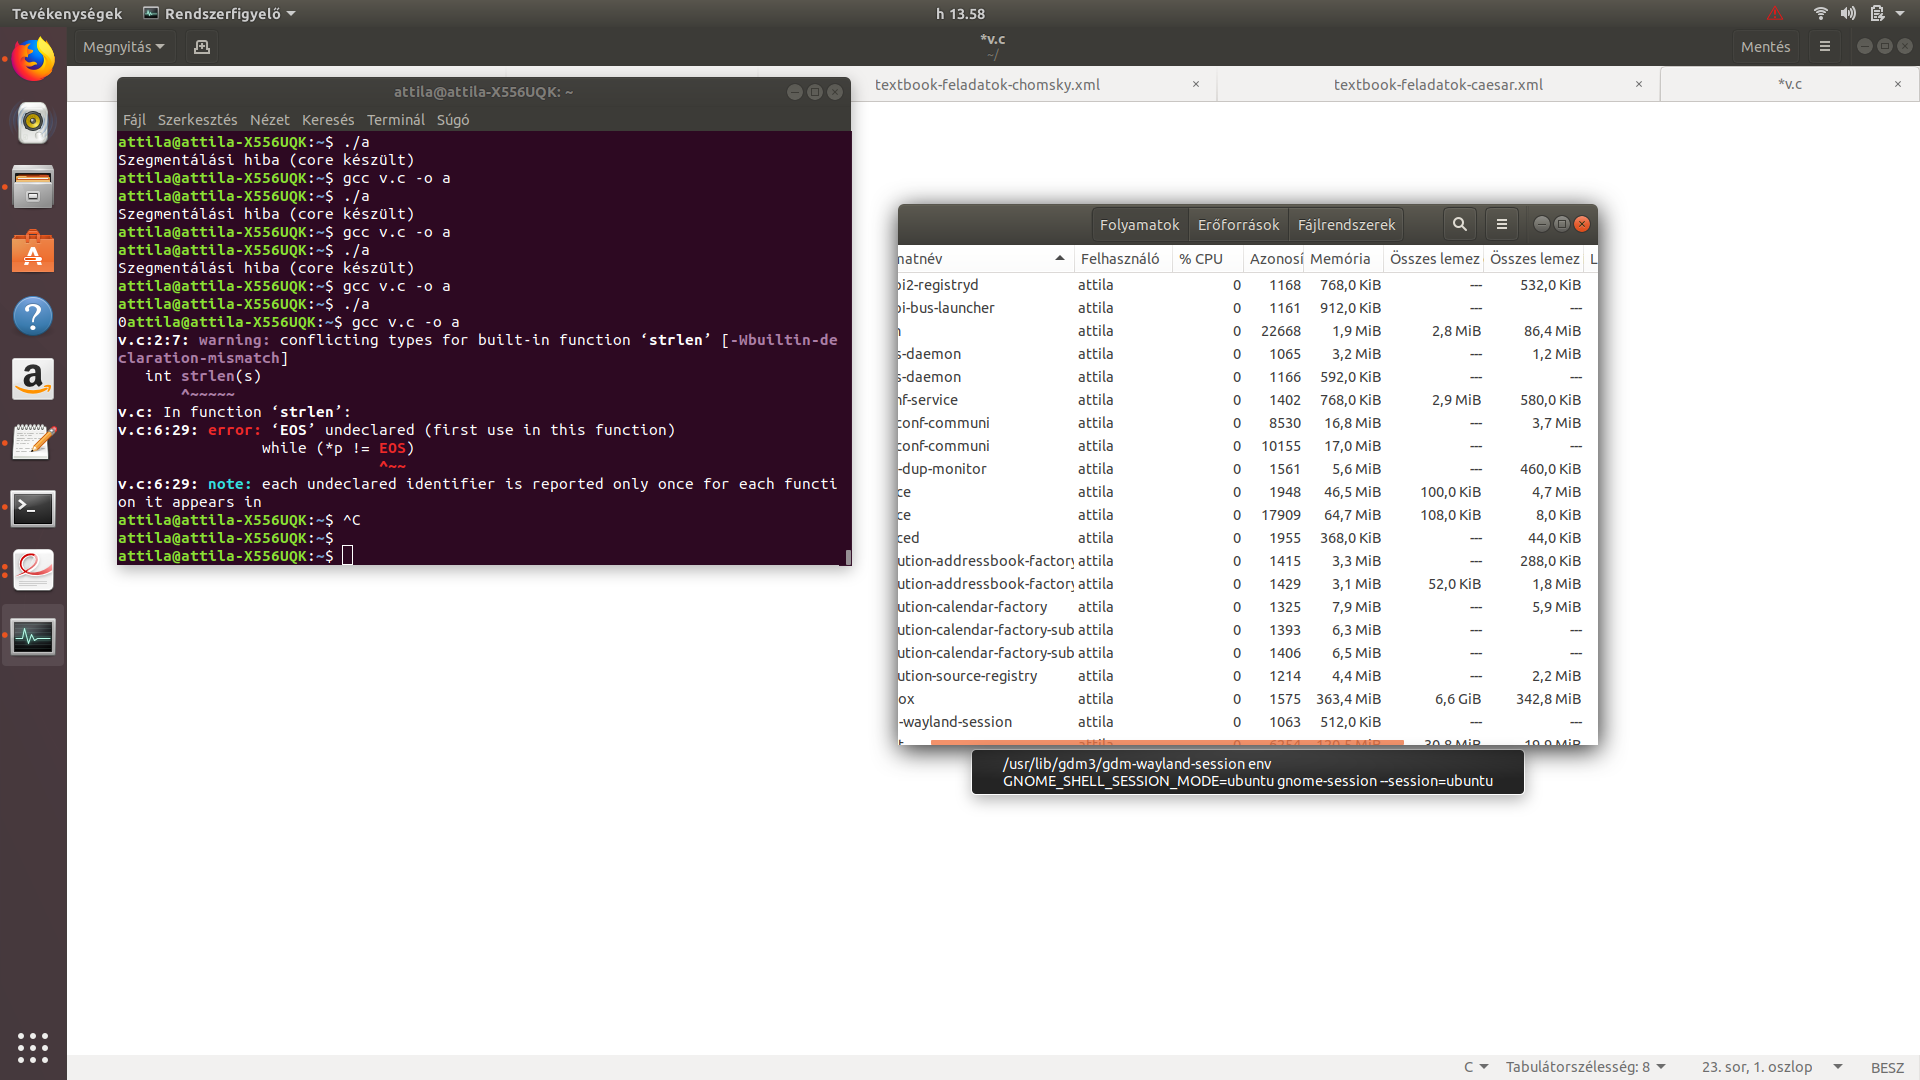 Tevékenységek Rendszerfigyelő h 13.58
Megnyitás *v.c Mentés
~/
textbook-feladatok-chomsky.xml × textbook-feladatok-caesar.xml × *v.c ×
attila@attila-X556UQK: ~
Fájl Szerkesztés Nézet Keresés Terminál Súgó
attila@attila-X556UQK:~$ ./a
Szegmentálási hiba (core készült)
attila@attila-X556UQK:~$ gcc v.c -o a
attila@attila-X556UQK:~$ ./a
Szegmentálási hiba (core készült)
attila@attila-X556UQK:~$ gcc v.c -o a
attila@attila-X556UQK:~$ ./a
Szegmentálási hiba (core készült)
attila@attila-X556UQK:~$ gcc v.c -o a
attila@attila-X556UQK:~$ ./a
0attila@attila-X556UQK:~$ gcc v.c -o a
v.c:2:7: warning: conflicting types for built-in function ‘strlen’ [-Wbuiltin-de
claration-mismatch]
int strlen(s)
^~~~~~
v.c: In function ‘strlen’:
v.c:6:29: error: ‘EOS’ undeclared (first use in this function)
while (*p != EOS)
^~~
v.c:6:29: note: each undeclared identifier is reported only once for each functi
on it appears in
attila@attila-X556UQK:~$ ^C
attila@attila-X556UQK:~$
attila@attila-X556UQK:~$
Folyamatok Erőforrások Fájlrendszerek
matnév Felhasználó % CPU Azonosí Memória Összes lemez Összes lemez L
pi2-registryd attila 0 1168 768,0 KiB --- 532,0 KiB
pi-bus-launcher attila 0 1161 912,0 KiB --- ---
attila 0 22668 1,9 MiB 2,8 MiB 86,4 MiB
s-daemon attila 0 1065 3,2 MiB --- 1,2 MiB
s-daemon attila 0 1166 592,0 KiB --- ---
nf-service attila 0 1402 768,0 KiB 2,9 MiB 580,0 KiB
conf-communi attila 0 8530 16,8 MiB --- 3,7 MiB
conf-communi attila 0 10155 17,0 MiB --- ---
-dup-monitor attila 0 1561 5,6 MiB --- 460,0 KiB
ce attila 0 1948 46,5 MiB 100,0 KiB 4,7 MiB
ce attila 0 17909 64,7 MiB 108,0 KiB 8,0 KiB
ced attila 0 1955 368,0 KiB --- 44,0 KiB
ution-addressbook-factory attila 0 1415 3,3 MiB --- 288,0 KiB
ution-addressbook-factory attila 0 1429 3,1 MiB 52,0 KiB 1,8 MiB
ution-calendar-factory attila 0 1325 7,9 MiB --- 5,9 MiB
ution-calendar-factory-sub attila 0 1393 6,3 MiB --- ---
ution-calendar-factory-sub attila 0 1406 6,5 MiB --- ---
ution-source-registry attila 0 1214 4,4 MiB --- 2,2 MiB
ox attila 0 1575 363,4 MiB 6,6 GiB 342,8 MiB
-wayland-session attila 0 1063 512,0 KiB --- ---
/usr/lib/gdm3/gdm-wayland-session env
GNOME_SHELL_SESSION_MODE=ubuntu gnome-session --session=ubuntu
C Tabulátorszélesség: 8 23. sor, 1. oszlop BESZ